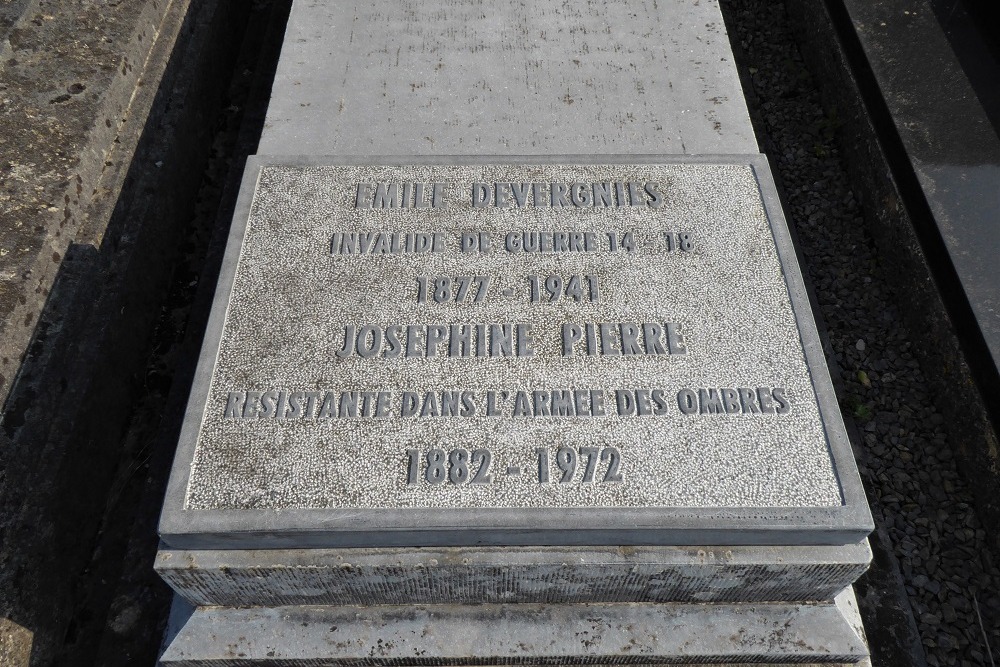 EMILE DEVERGNIES
INVALIDE DE GUERRE 14 - 18
1877 - 1941
JOSEPHINE PIERRE
RESISTANTE DANS L'ARMEE DES OMBRES
1882 - 1972